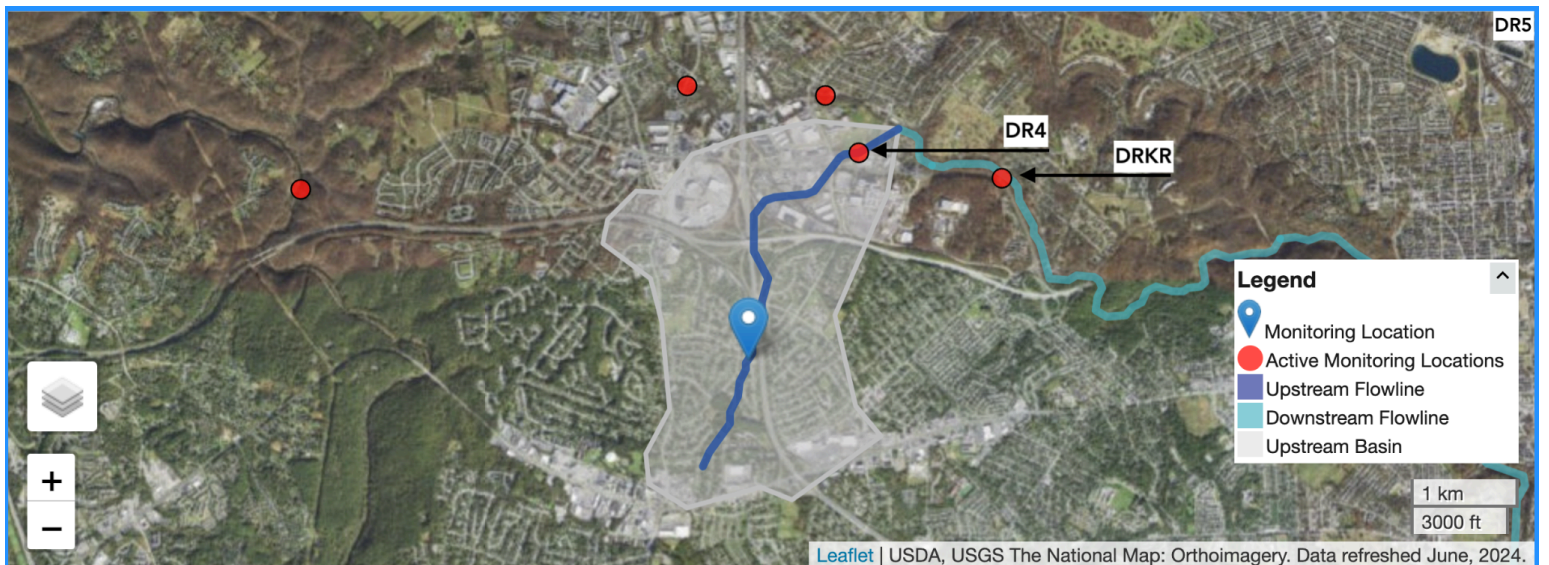 DR5
DR4
DRKR
Legend
Monitoring Location
Active Monitoring Locations
Upstream Flowline
Downstream Flowline
Upstream Basin
+
−
1 km
3000 ft
Leaflet | USDA, USGS The National Map: Orthoimagery. Data refreshed June, 2024.